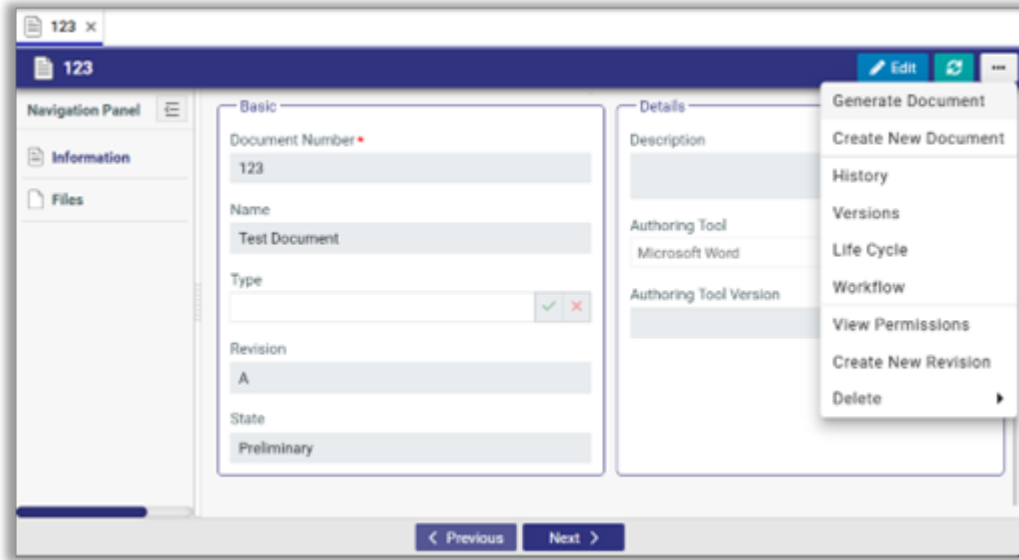 123
123
Edit
Navigation Panel
Information
Files
Basic
Document Number
123
Name
Test Document
Type
Revision
A
State
Preliminary
Details
Description
Authoring Tool
Microsoft Word
Authoring Tool Version
Generate Document
Create New Document
History
Versions
Life Cycle
Workflow
View Permissions
Create New Revision
Delete
Previous
Next